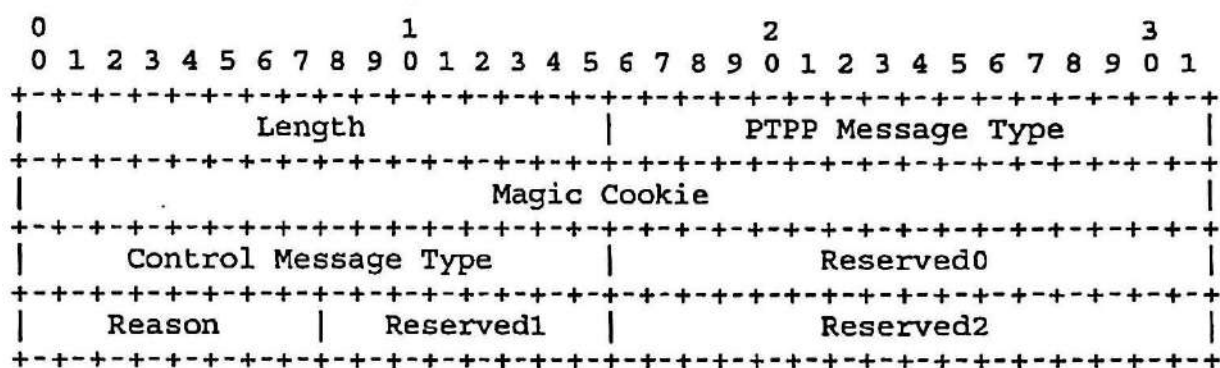 0                   1                   2                   3
 0 1 2 3 4 5 6 7 8 9 0 1 2 3 4 5 6 7 8 9 0 1 2 3 4 5 6 7 8 9 0 1
+-+-+-+-+-+-+-+-+-+-+-+-+-+-+-+-+-+-+-+-+-+-+-+-+-+-+-+-+-+-+-+-+
|            Length             |       PTPP Message Type       |
+-+-+-+-+-+-+-+-+-+-+-+-+-+-+-+-+-+-+-+-+-+-+-+-+-+-+-+-+-+-+-+-+
|                         Magic Cookie                          |
+-+-+-+-+-+-+-+-+-+-+-+-+-+-+-+-+-+-+-+-+-+-+-+-+-+-+-+-+-+-+-+-+
|     Control Message Type      |           Reserved0           |
+-+-+-+-+-+-+-+-+-+-+-+-+-+-+-+-+-+-+-+-+-+-+-+-+-+-+-+-+-+-+-+-+
|    Reason     |   Reserved1   |           Reserved2           |
+-+-+-+-+-+-+-+-+-+-+-+-+-+-+-+-+-+-+-+-+-+-+-+-+-+-+-+-+-+-+-+-+